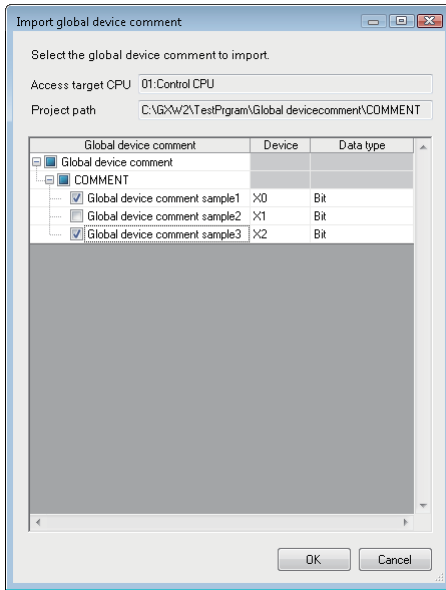 Import global device comment
Select the global device comment to import.
Access target CPU 01:Control CPU
Project path C:\GXW2\TestPrgram\Global devicecomment\COMMENT
Global device comment Device Data type
Global device comment
COMMENT
Global device comment sample1 X0 Bit
Global device comment sample2 X1 Bit
Global device comment sample3 X2 Bit
OK Cancel